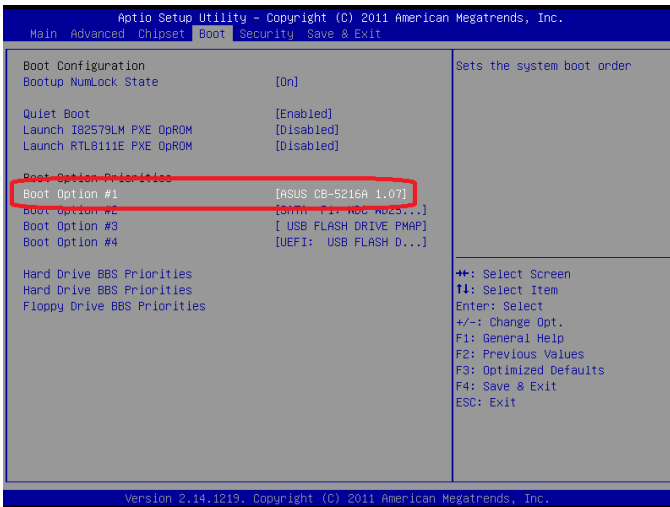 Aptio Setup Utility – Copyright (C) 2011 American Megatrends, Inc.
Main Advanced Chipset Boot Security Save & Exit
Boot Configuration
Bootup NumLock State [On]
Quiet Boot [Enabled]
Launch I82579LM PXE OpROM [Disabled]
Launch RTL8111E PXE OpROM [Disabled]
Boot Option Priorities
Boot Option #1 [ASUS CB-5216A 1.07]
Boot Option #2 [SATA P1: WDC WD25...]
Boot Option #3 [ USB FLASH DRIVE PMAP]
Boot Option #4 [UEFI: USB FLASH D...]
Hard Drive BBS Priorities
Hard Drive BBS Priorities
Floppy Drive BBS Priorities
Sets the system boot order
→←: Select Screen
↑↓: Select Item
Enter: Select
+/-: Change Opt.
F1: General Help
F2: Previous Values
F3: Optimized Defaults
F4: Save & Exit
ESC: Exit
Version 2.14.1219. Copyright (C) 2011 American Megatrends, Inc.